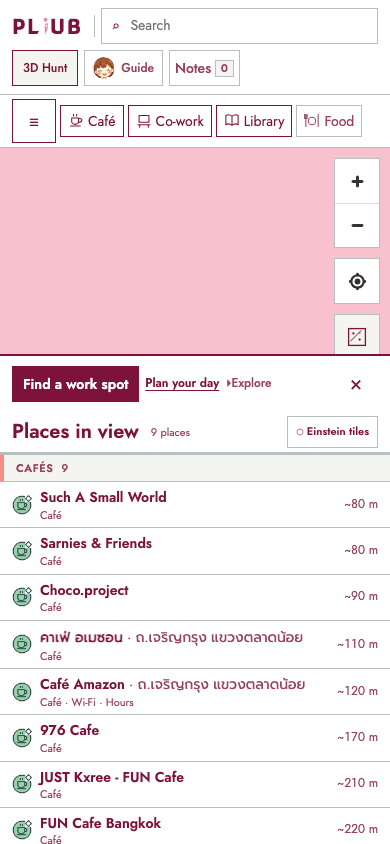 PLIUB
Search
3D Hunt
Guide
Notes 0
Café
Co-work
Library
Food
Find a work spot
Plan your day
Explore
Places in view
9 places
Einstein tiles
CAFÉS 9
Such A Small World
~80 m
Café
Sarnies & Friends
~80 m
Café
Choco.project
~90 m
Café
คาเฟ่ อเมซอน · ถ.เจริญกรุง แขวงตลาดน้อย
~110 m
Café
Café Amazon · ถ.เจริญกรุง แขวงตลาดน้อย
~120 m
Café · Wi-Fi · Hours
976 Cafe
~170 m
Café
JUST Kxree - FUN Cafe
~210 m
Café
FUN Cafe Bangkok
~220 m
Café